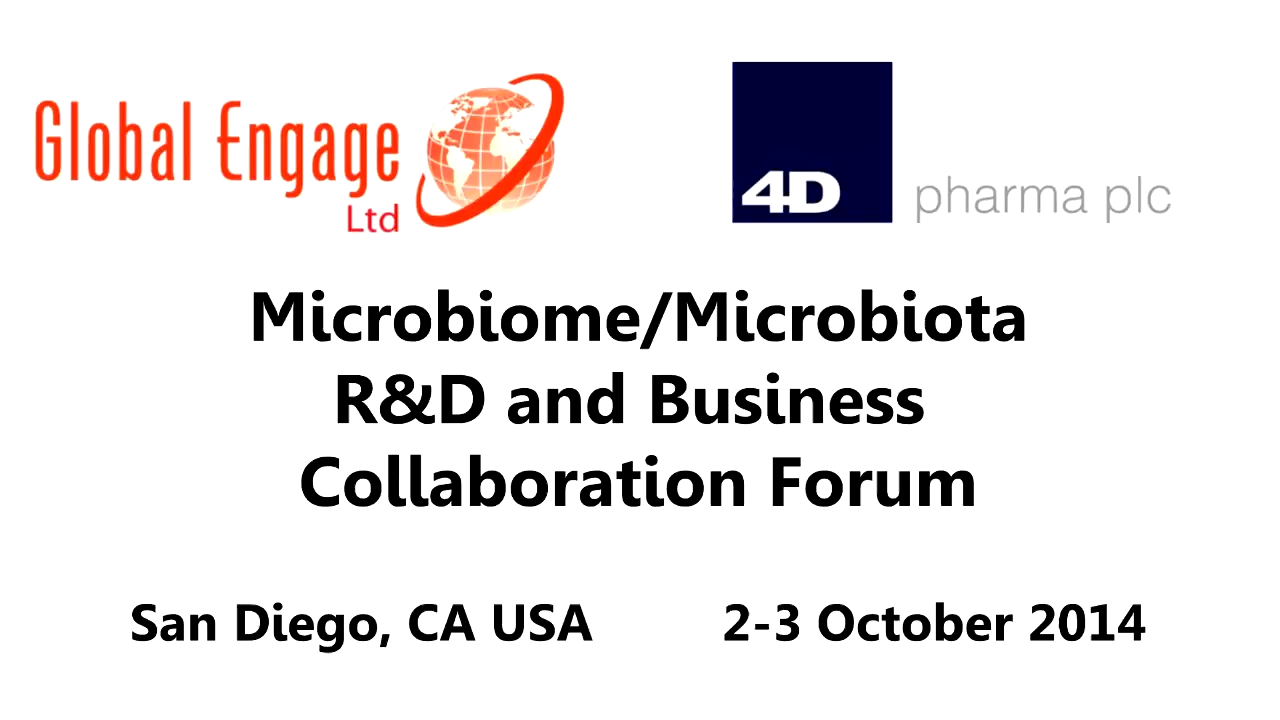 Global Engage
Ltd
4D
pharma plc
Microbiome/Microbiota
R&D and Business
Collaboration Forum
San Diego, CA USA
2-3 October 2014